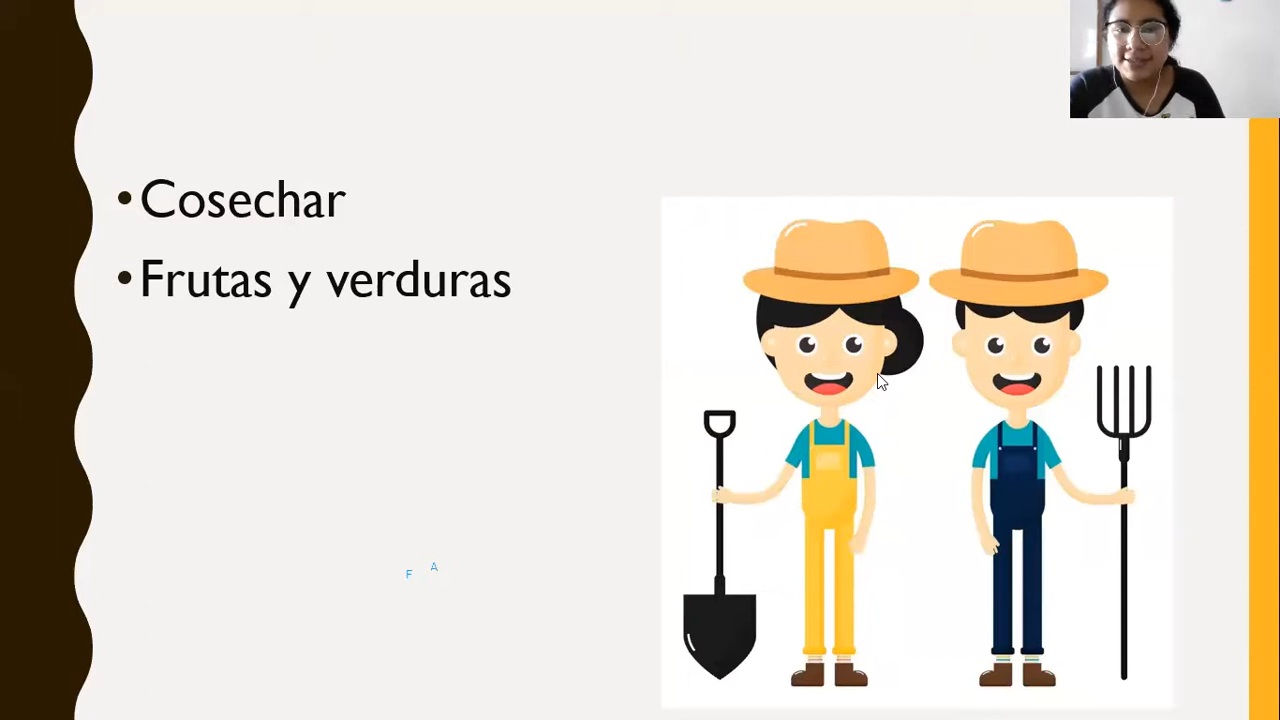 • Cosechar
• Frutas y verduras
F A